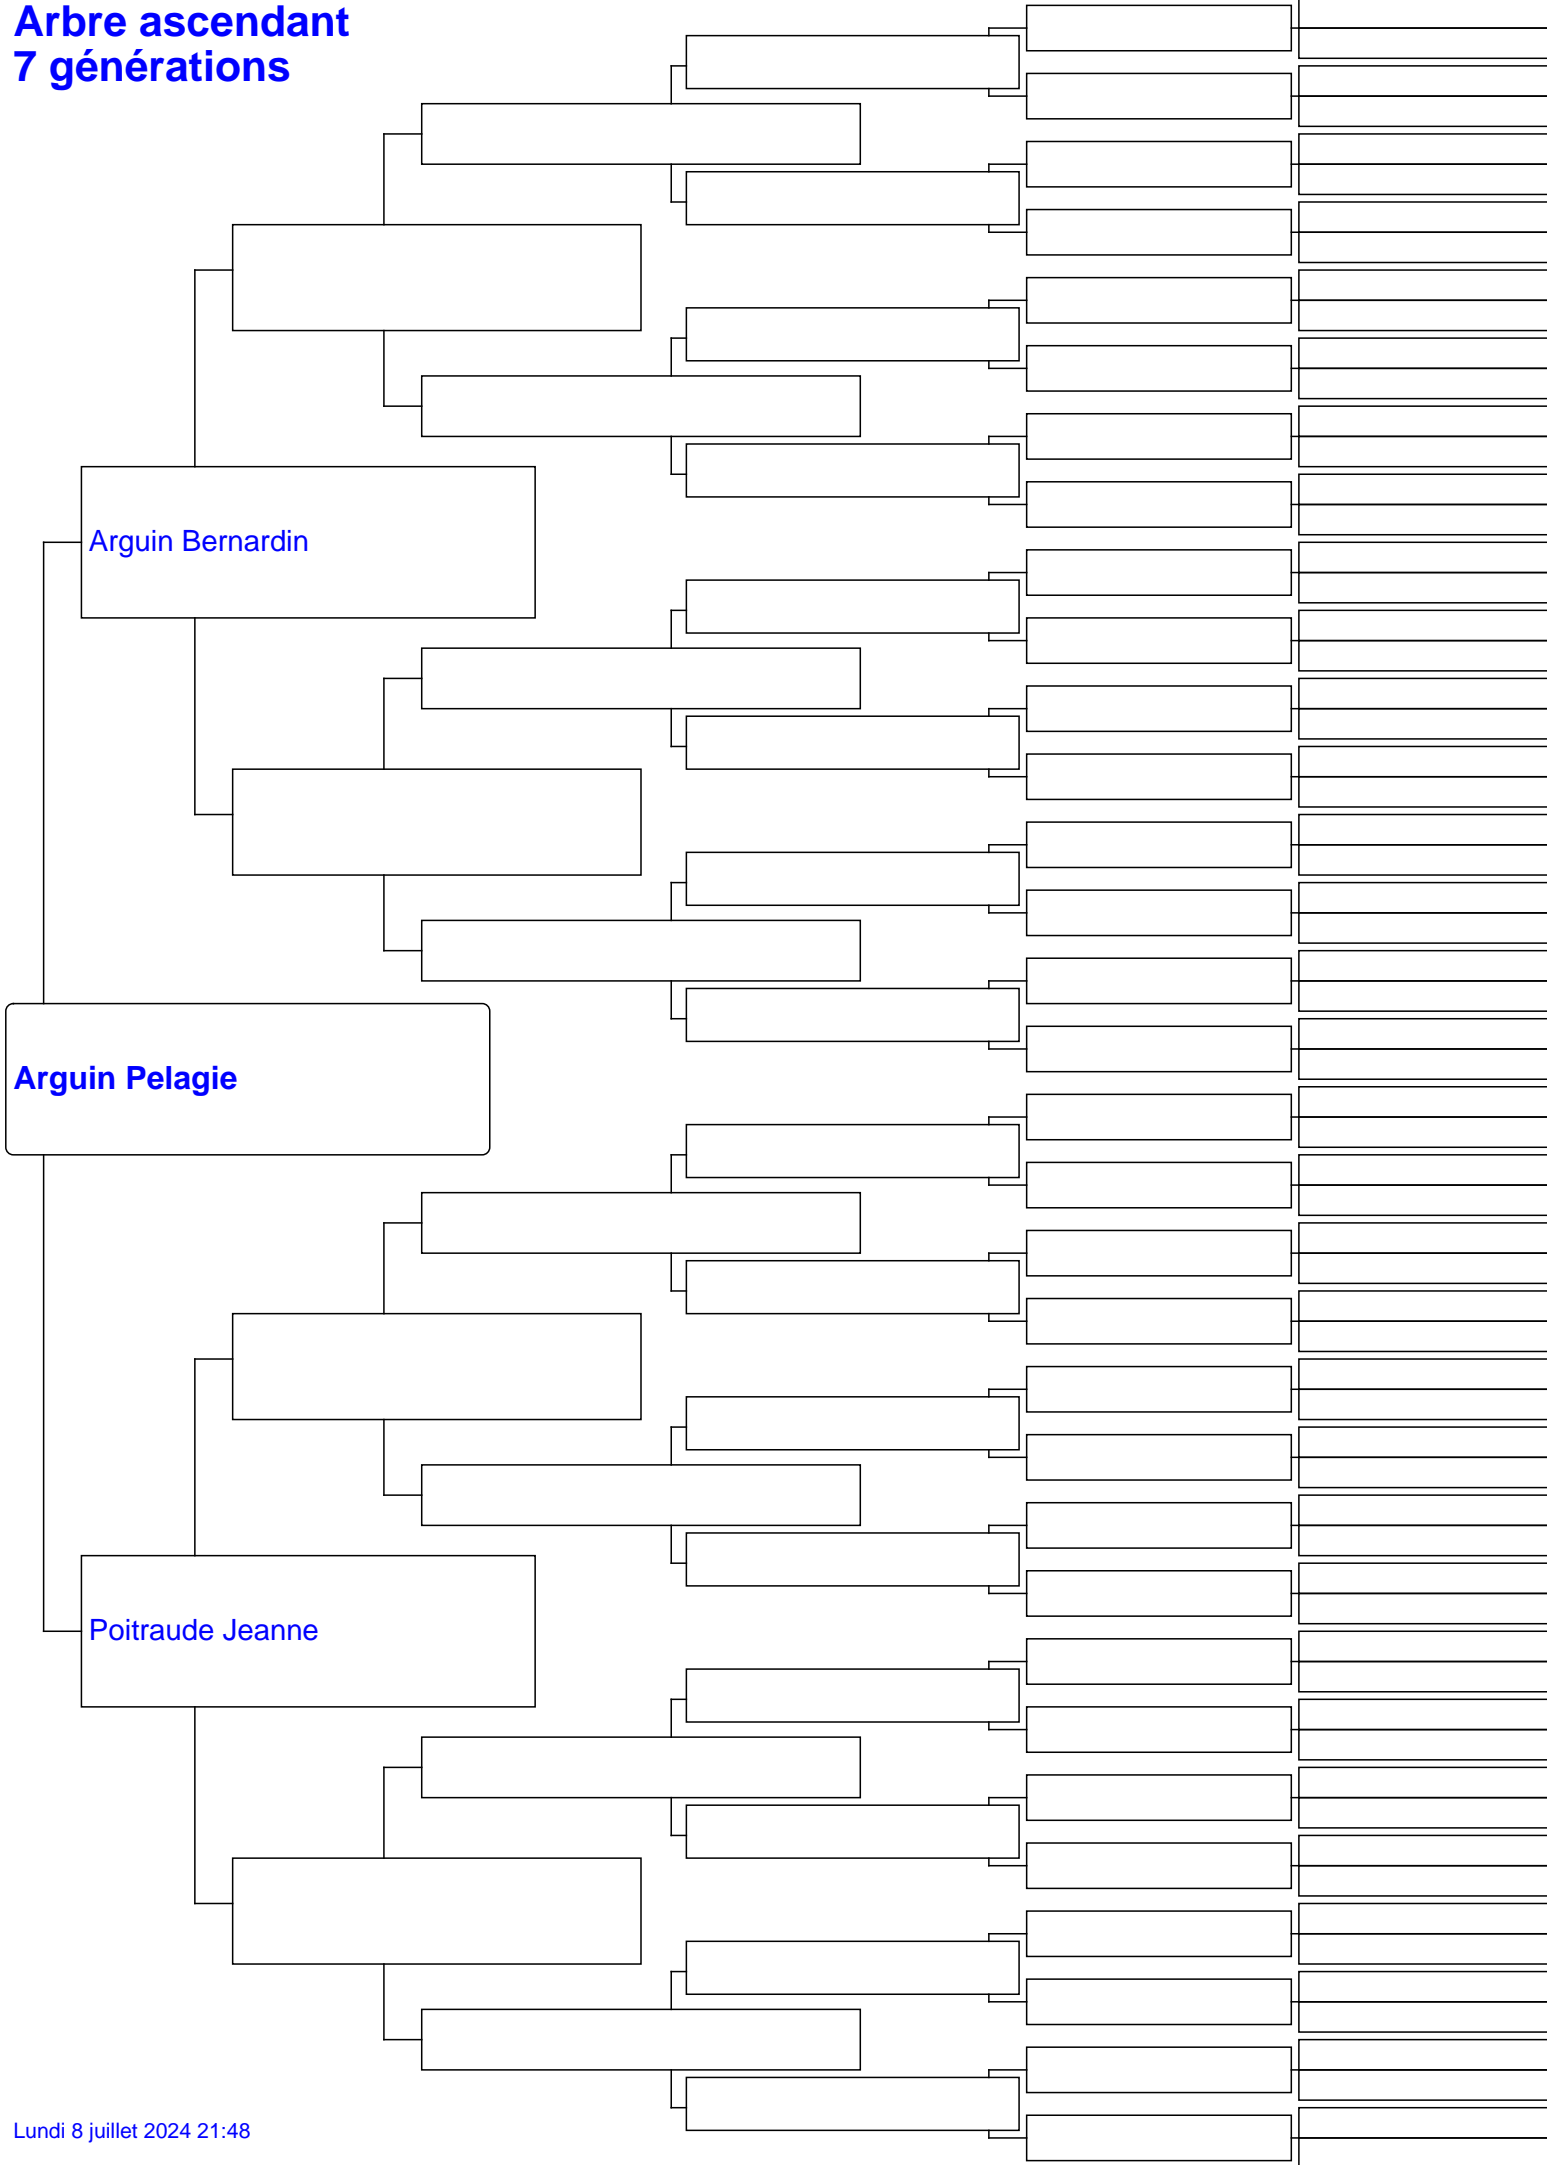 Arbre ascendant
7 générations
Arguin Bernardin
Arguin Pelagie
Poitraude Jeanne
Lundi 8 juillet 2024 21:48